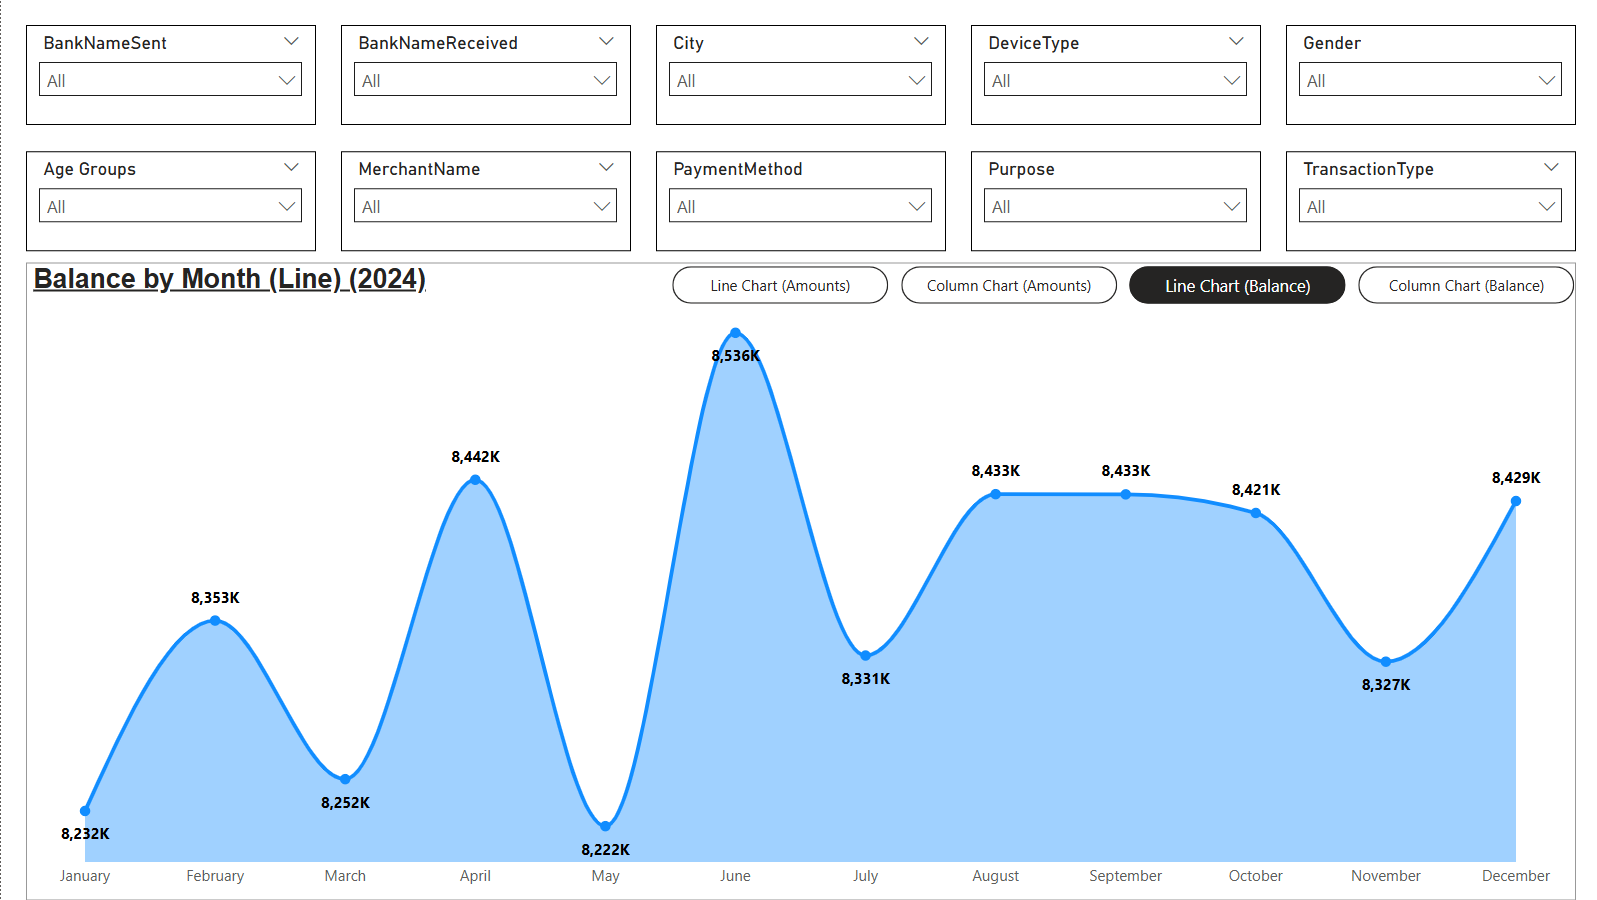 BankNameSent
All
BankNameReceived
All
City
All
DeviceType
All
Gender
All
Age Groups
All
MerchantName
All
PaymentMethod
All
Purpose
All
TransactionType
All
Balance by Month (Line) (2024)
Line Chart (Amounts)
Column Chart (Amounts)
Line Chart (Balance)
Column Chart (Balance)
8,232K
8,353K
8,252K
8,442K
8,222K
8,536K
8,331K
8,433K
8,433K
8,421K
8,327K
8,429K
January
February
March
April
May
June
July
August
September
October
November
December